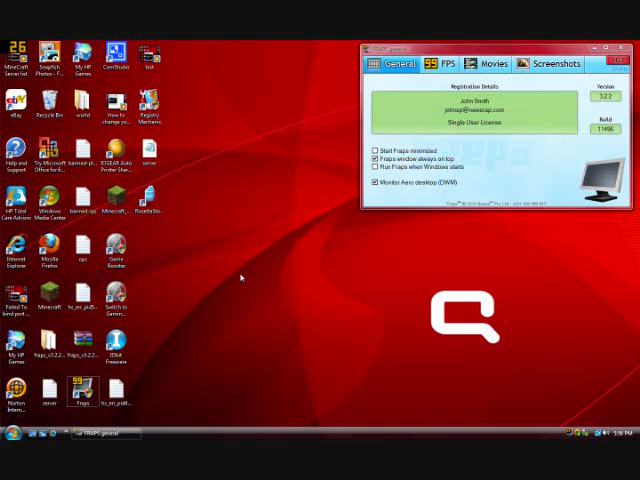 26
FRAPS general
General
99 FPS
Movies
Screenshots
Registration Details
John Smith
Single User License
Version
3.2.2
Build
11496
Start Fraps minimized
Fraps window always on top
Run Fraps when Windows starts
Monitor Aero desktop (DWM)
MineCraft Server list
Snapfish Photos - F...
My HP Games
CamStudio
test
eBay
Recycle Bin
world
How to change yo...
Registry Mechanic
Help and Support
Try Microsoft Office for 6...
banned-pl...
IOGEAR Auto Printer Shar...
server
HP Total Care Advisor
Windows Media Center
banned-ips
Minecraft_...
RosettaSto...
Internet Explorer
Mozilla Firefox
ops
Game Booster
Failed To bind port ...
Minecraft
hs_err_pid5...
Switch to Gamin...
My HP Games
fraps_v3.2.2...
fraps_v3.2.2...
IObit Freeware
Norton Intern...
server
99
Fraps
hs_err_pid8...
FRAPS general
5:56 PM